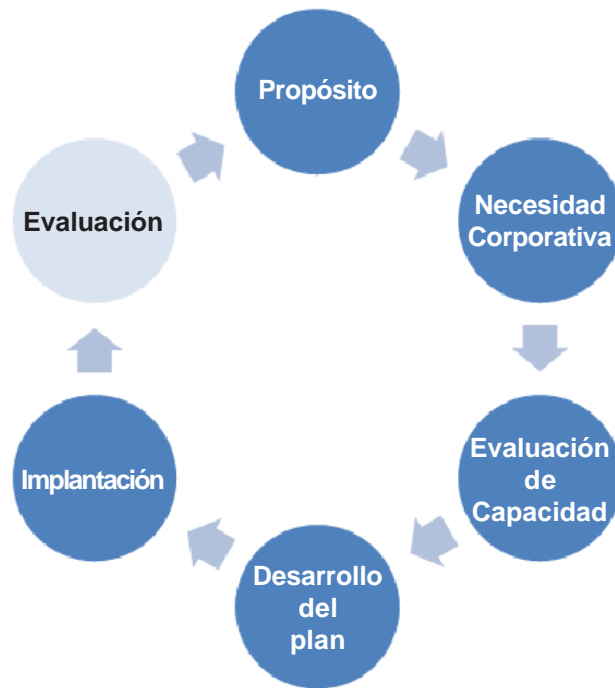 Propósito
Necesidad
Corporativa
Evaluación
de
Capacidad
Desarrollo
del
plan
Implantación
Evaluación